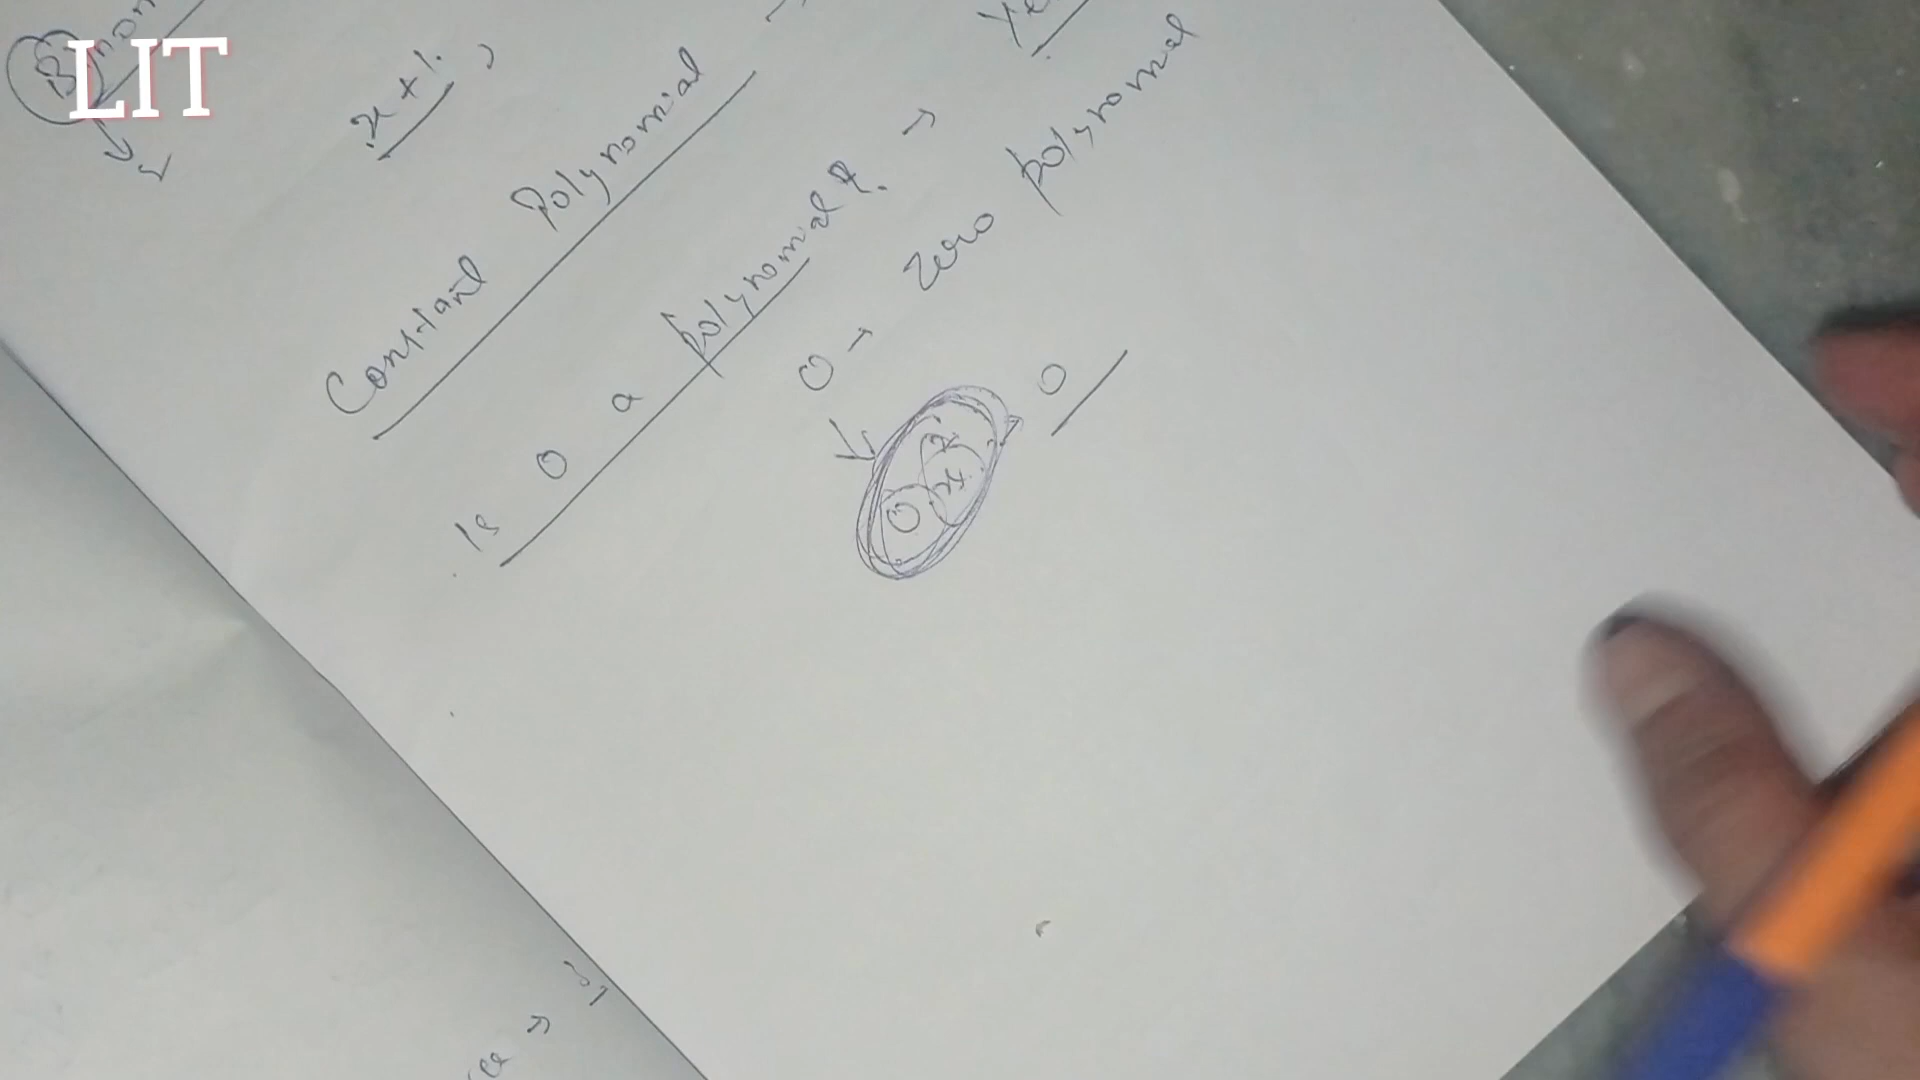 LIT
x + 1,
Constant Polynomial →
Is 0 a polynomial? →
0 → Zero polynomial
0